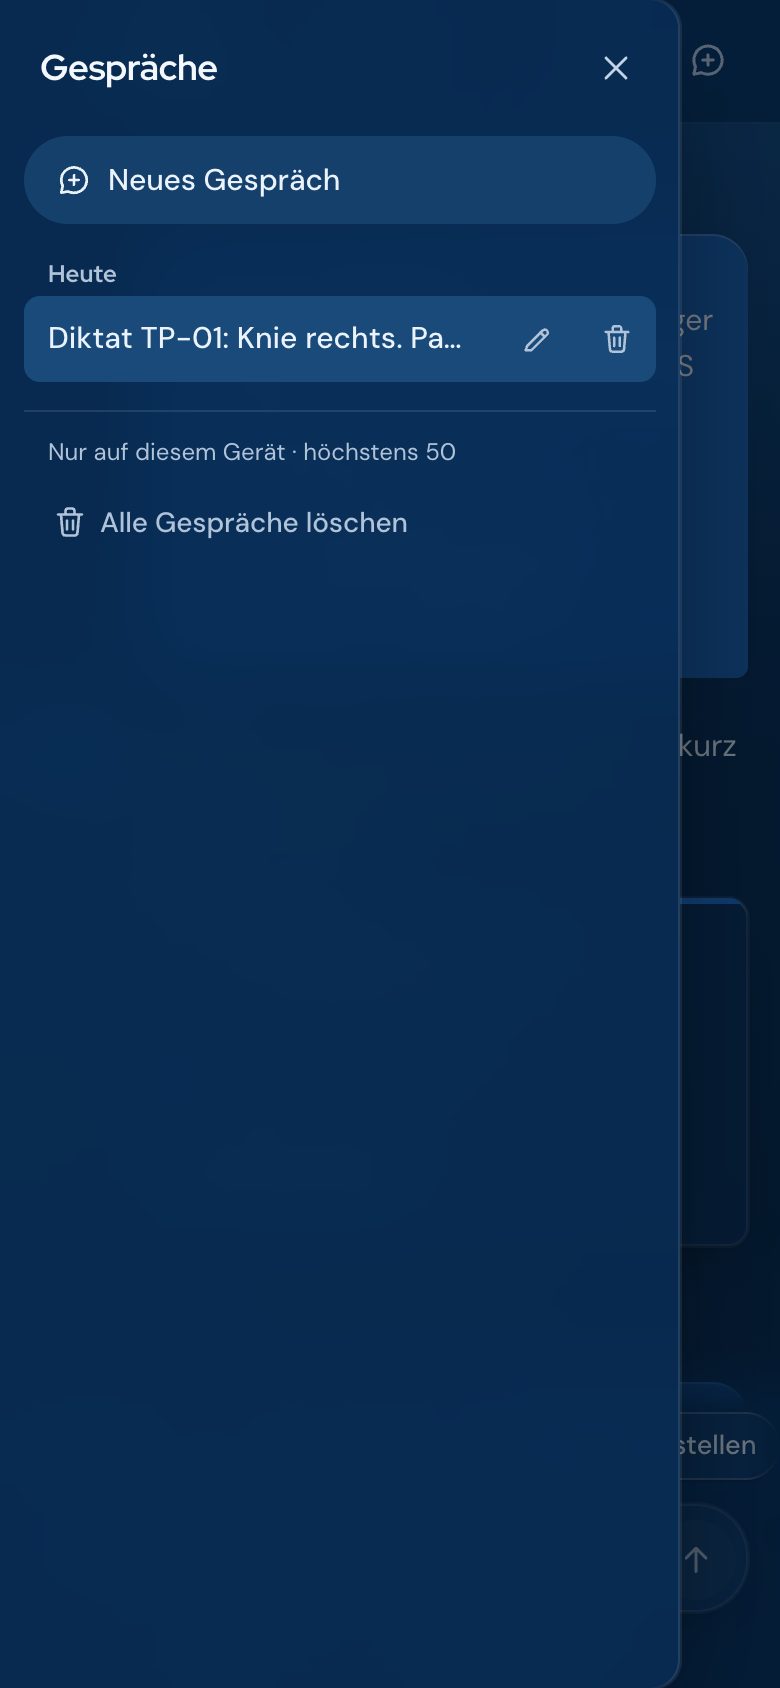 Gespräche
Neues Gespräch
Heute
Diktat TP-01: Knie rechts. Pa...
Nur auf diesem Gerät · höchstens 50
Alle Gespräche löschen
ger
S
kurz
stellen